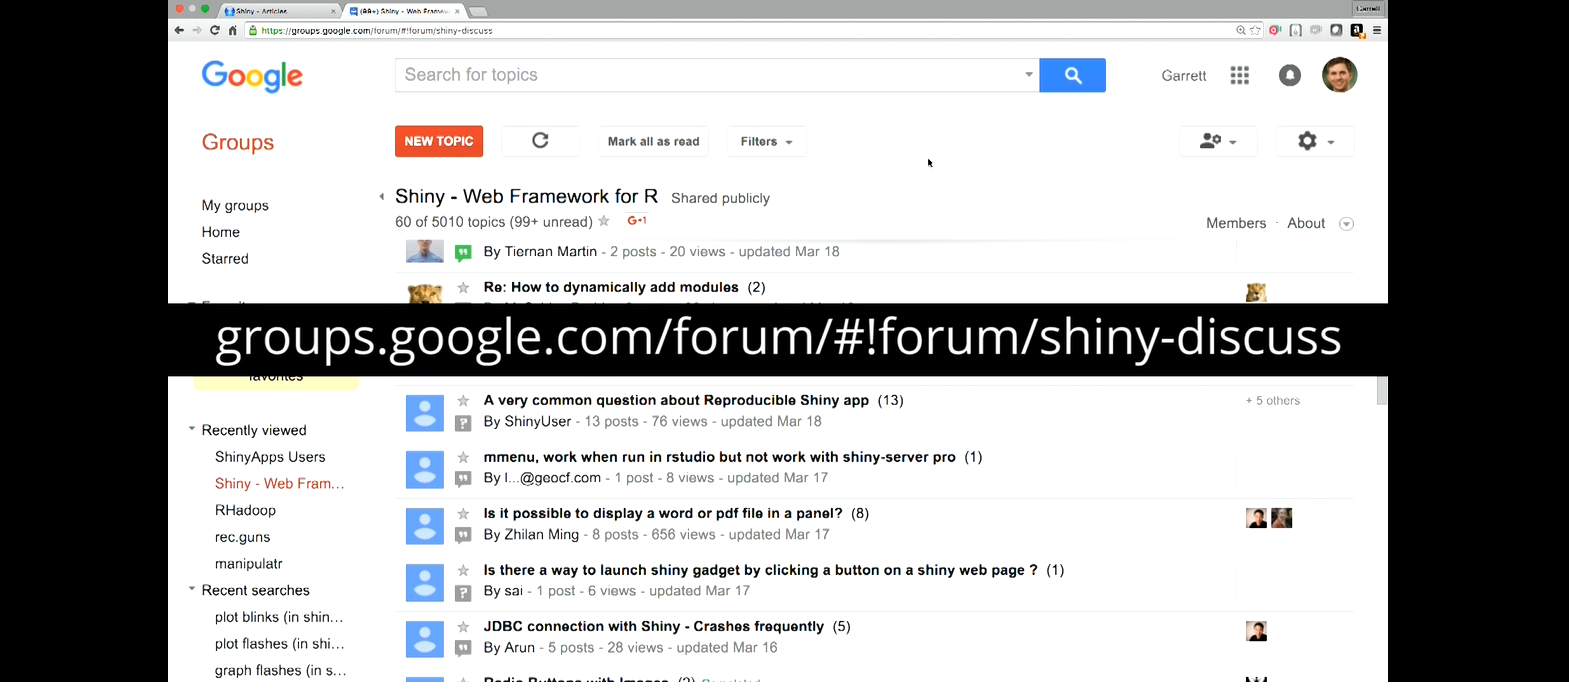 Shiny - Articles
(99+) Shiny - Web Framew
Garrett
https://groups.google.com/forum/#!forum/shiny-discuss
Google
Search for topics
Garrett
Groups
NEW TOPIC
Mark all as read
Filters
My groups
Home
Starred
Shiny - Web Framework for R Shared publicly
60 of 5010 topics (99+ unread)
G+1
Members · About
By Tiernan Martin - 2 posts - 20 views - updated Mar 18
Re: How to dynamically add modules (2)
groups.google.com/forum/#!forum/shiny-discuss
favorites
A very common question about Reproducible Shiny app (13)
+ 5 others
By ShinyUser - 13 posts - 76 views - updated Mar 18
mmenu, work when run in rstudio but not work with shiny-server pro (1)
By l...@geocf.com - 1 post - 8 views - updated Mar 17
Is it possible to display a word or pdf file in a panel? (8)
By Zhilan Ming - 8 posts - 656 views - updated Mar 17
Is there a way to launch shiny gadget by clicking a button on a shiny web page ? (1)
By sai - 1 post - 6 views - updated Mar 17
JDBC connection with Shiny - Crashes frequently (5)
By Arun - 5 posts - 28 views - updated Mar 16
Radio Buttons with Images
Recently viewed
ShinyApps Users
Shiny - Web Fram...
RHadoop
rec.guns
manipulatr
Recent searches
plot blinks (in shin...
plot flashes (in shi...
graph flashes (in s...